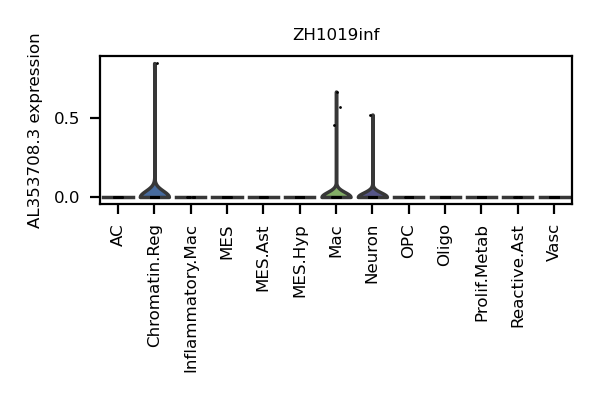 ZH1019inf
AL353708.3 expression
0.5
0.0
AC
Chromatin.Reg
Inflammatory.Mac
MES
MES.Ast
MES.Hyp
Mac
Neuron
OPC
Oligo
Prolif.Metab
Reactive.Ast
Vasc